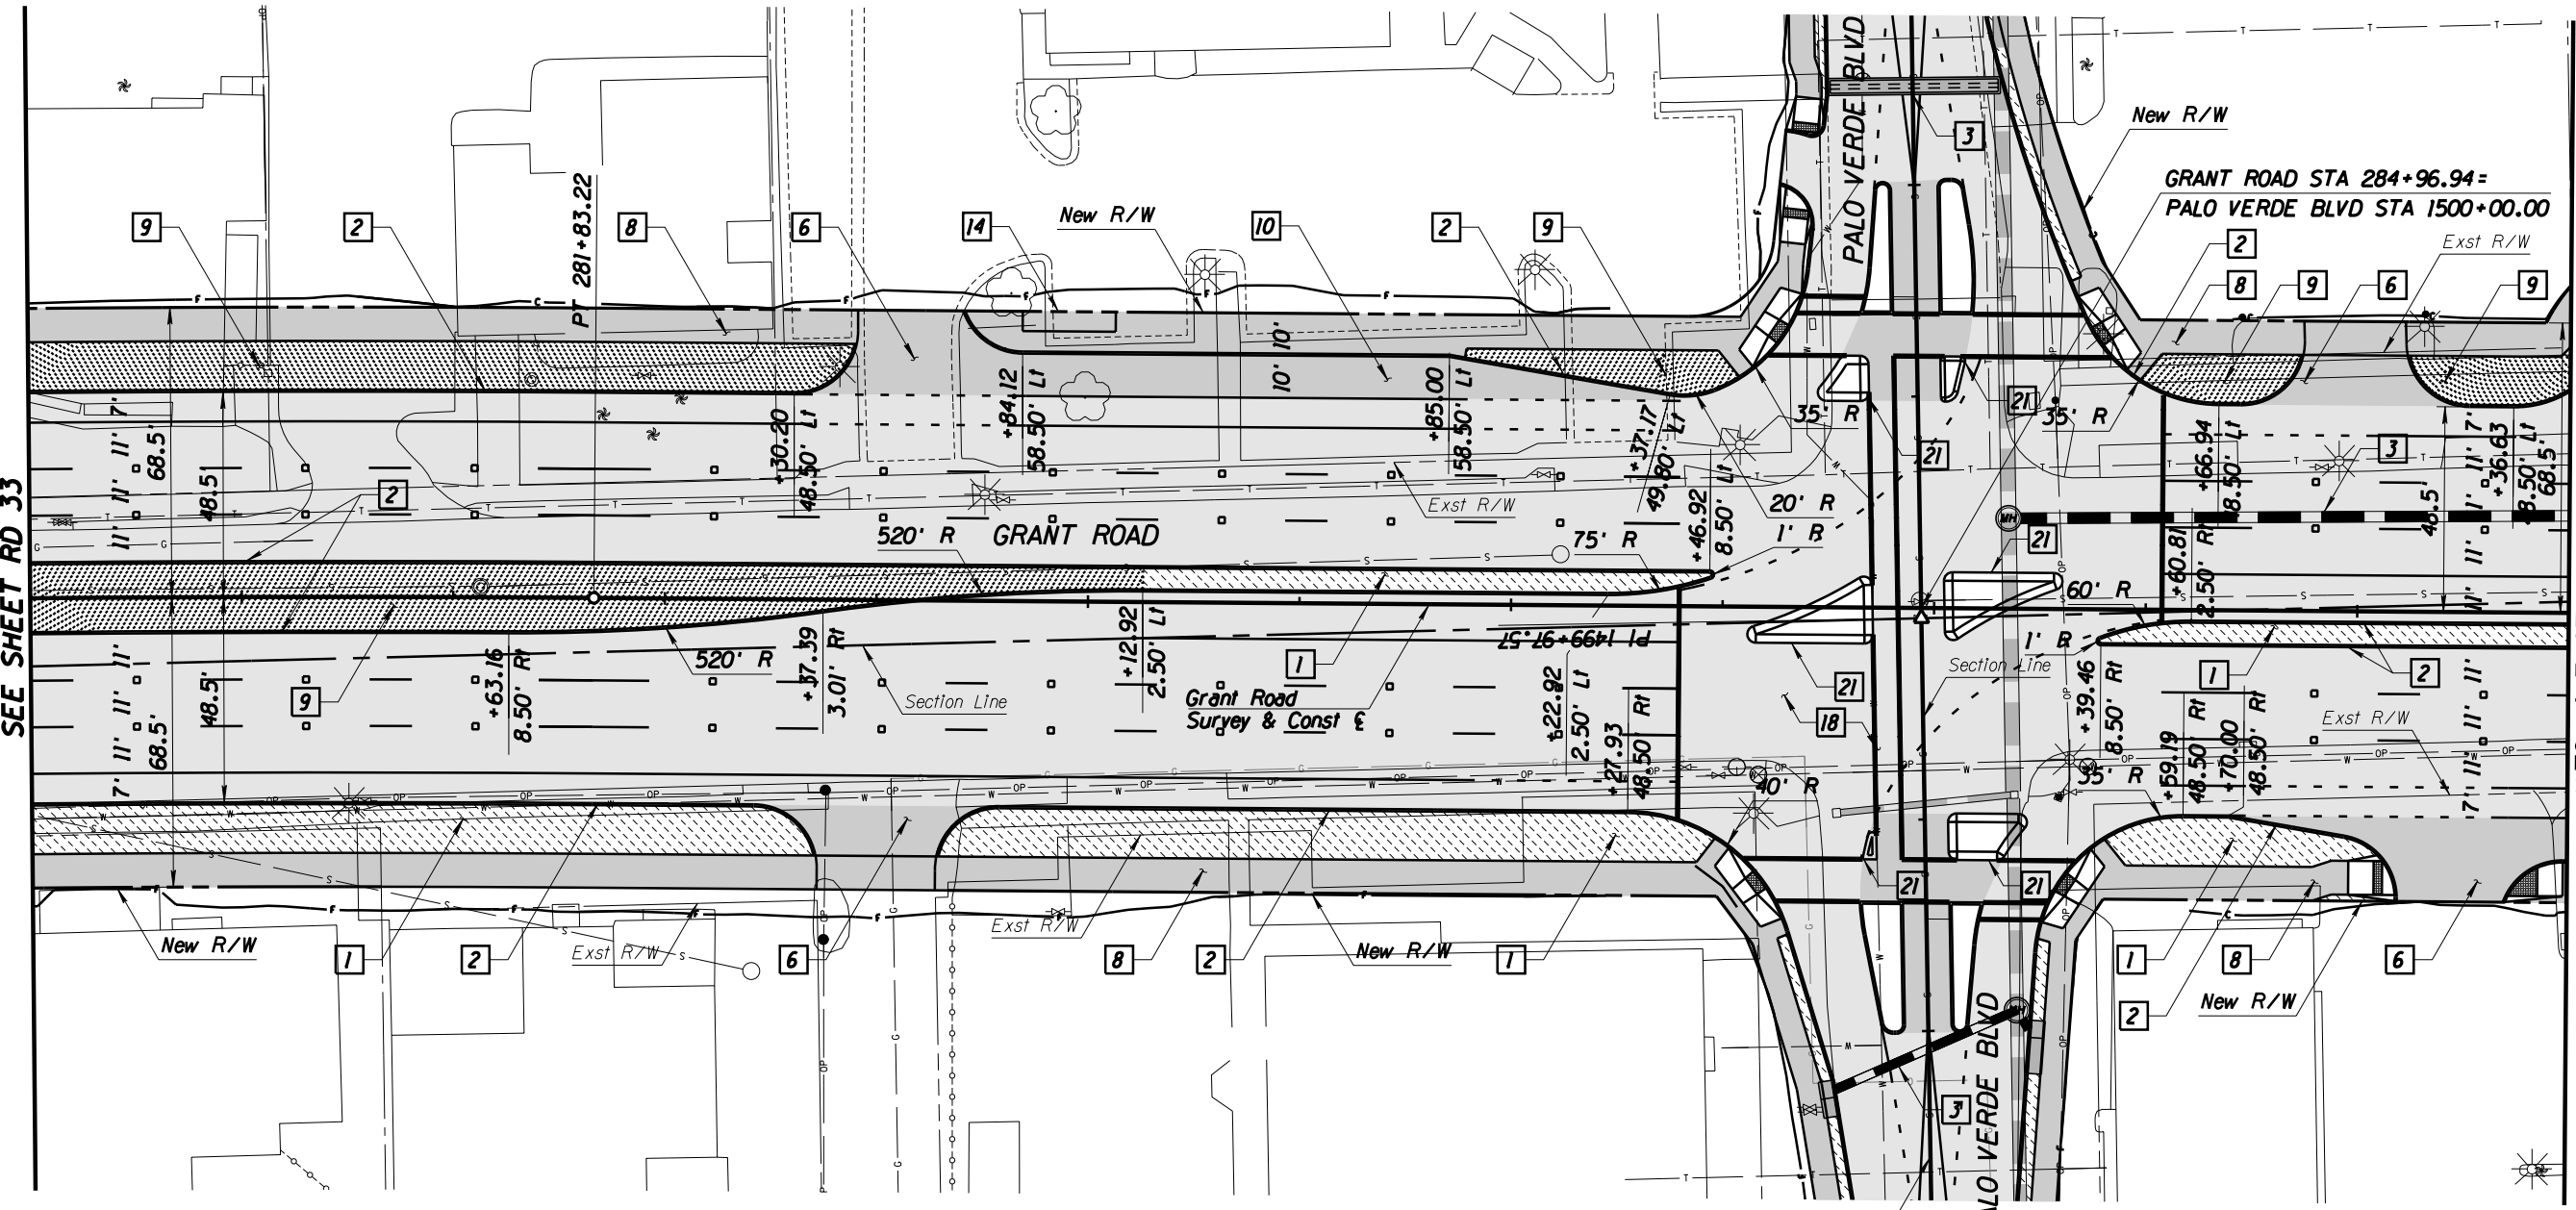 PALO VERDE BLVD
3
New R/W
GRANT ROAD STA 284+96.94 =
PALO VERDE BLVD STA 1500+00.00
Exst R/W
9
2
8
6
14
New R/W
10
2
9
2
8
9
6
9
PT 281+83.22
SEE SHEET RD 33
7'
11'
11'
68.5'
48.5'
+30.20
48.50' Lt
+84.12
58.50' Lt
10' 10'
+85.00
58.50' Lt
+37.17
49.80' Lt
+46.92
8.50' Lt
35' R
21
35' R
21
+66.94
48.50' Lt
3
48.5'
7'
11'
11'
+36.63
48.50' Lt
68.5'
2
Exst R/W
20' R
520' R
GRANT ROAD
75' R
1' R
MH
21
+60.81
2.50' Rt
60' R
1' R
PI 1499+97.57
Section Line
11'
11'
7'
48.5'
68.5'
9
+63.16
8.50' Rt
520' R
+37.39
3.01' Rt
Section Line
+12.92
2.50' Lt
Grant Road
Survey & Const ℄
1
+22.92
2.50' Lt
+27.93
48.50' Rt
40' R
21
18
+39.46
8.50' Rt
35' R
1
2
+59.19
48.50' Rt
+70.00
48.50' Rt
Exst R/W
11'
11'
7'
21
21
New R/W
1
2
Exst R/W
6
Exst R/W
8
2
New R/W
1
1
8
6
2
New R/W
MH
3
PALO VERDE BLVD